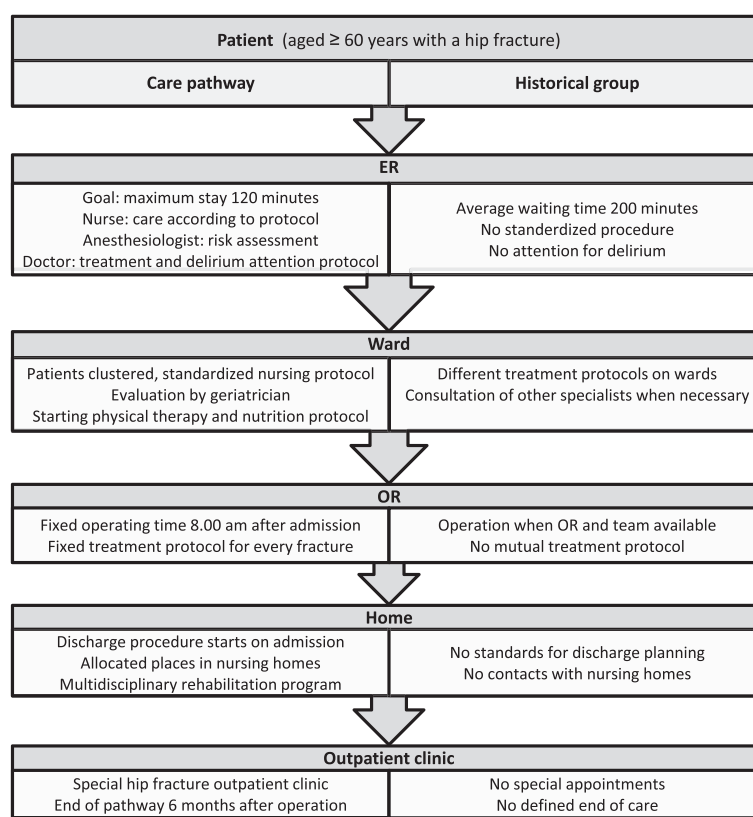 Patient (aged ≥ 60 years with a hip fracture)
Care pathway
Historical group
ER
Goal: maximum stay 120 minutes
Nurse: care according to protocol
Anesthesiologist: risk assessment
Doctor: treatment and delirium attention protocol
Average waiting time 200 minutes
No standerdized procedure
No attention for delirium
Ward
Patients clustered, standardized nursing protocol
Evaluation by geriatrician
Starting physical therapy and nutrition protocol
Different treatment protocols on wards
Consultation of other specialists when necessary
OR
Fixed operating time 8.00 am after admission
Fixed treatment protocol for every fracture
Operation when OR and team available
No mutual treatment protocol
Home
Discharge procedure starts on admission
Allocated places in nursing homes
Multidisciplinary rehabilitation program
No standards for discharge planning
No contacts with nursing homes
Outpatient clinic
Special hip fracture outpatient clinic
End of pathway 6 months after operation
No special appointments
No defined end of care